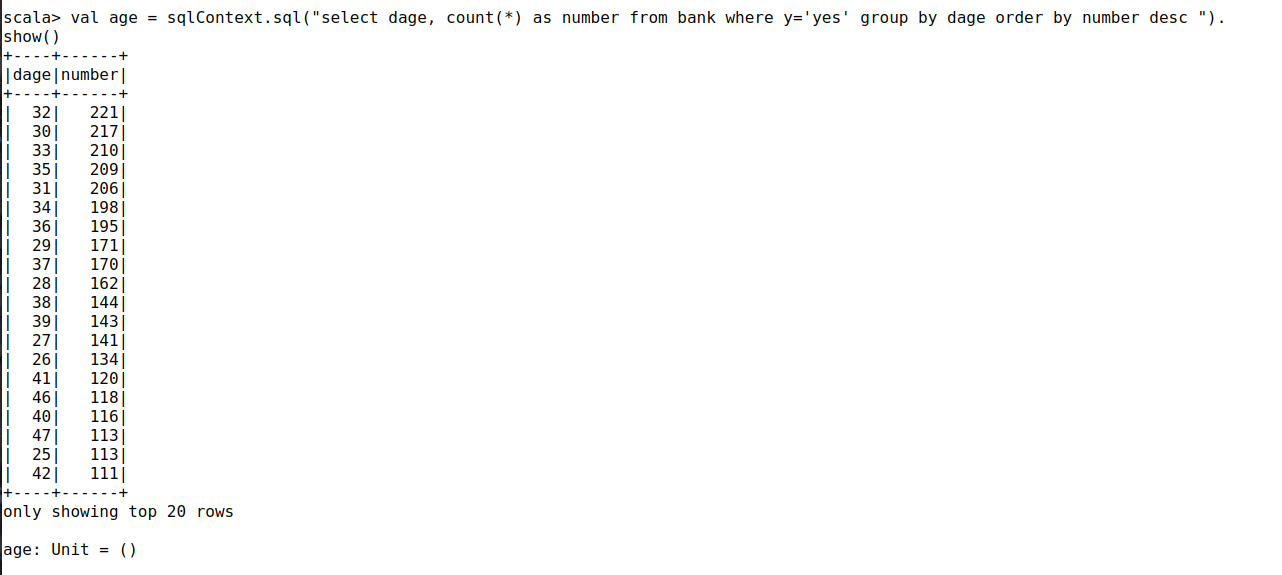 scala> val age = sqlContext.sql("select dage, count(*) as number from bank where y='yes' group by dage order by number desc ").
show()
+----+------+
|dage|number|
+----+------+
|  32|   221|
|  30|   217|
|  33|   210|
|  35|   209|
|  31|   206|
|  34|   198|
|  36|   195|
|  29|   171|
|  37|   170|
|  28|   162|
|  38|   144|
|  39|   143|
|  27|   141|
|  26|   134|
|  41|   120|
|  46|   118|
|  40|   116|
|  47|   113|
|  25|   113|
|  42|   111|
+----+------+
only showing top 20 rows
age: Unit = ()